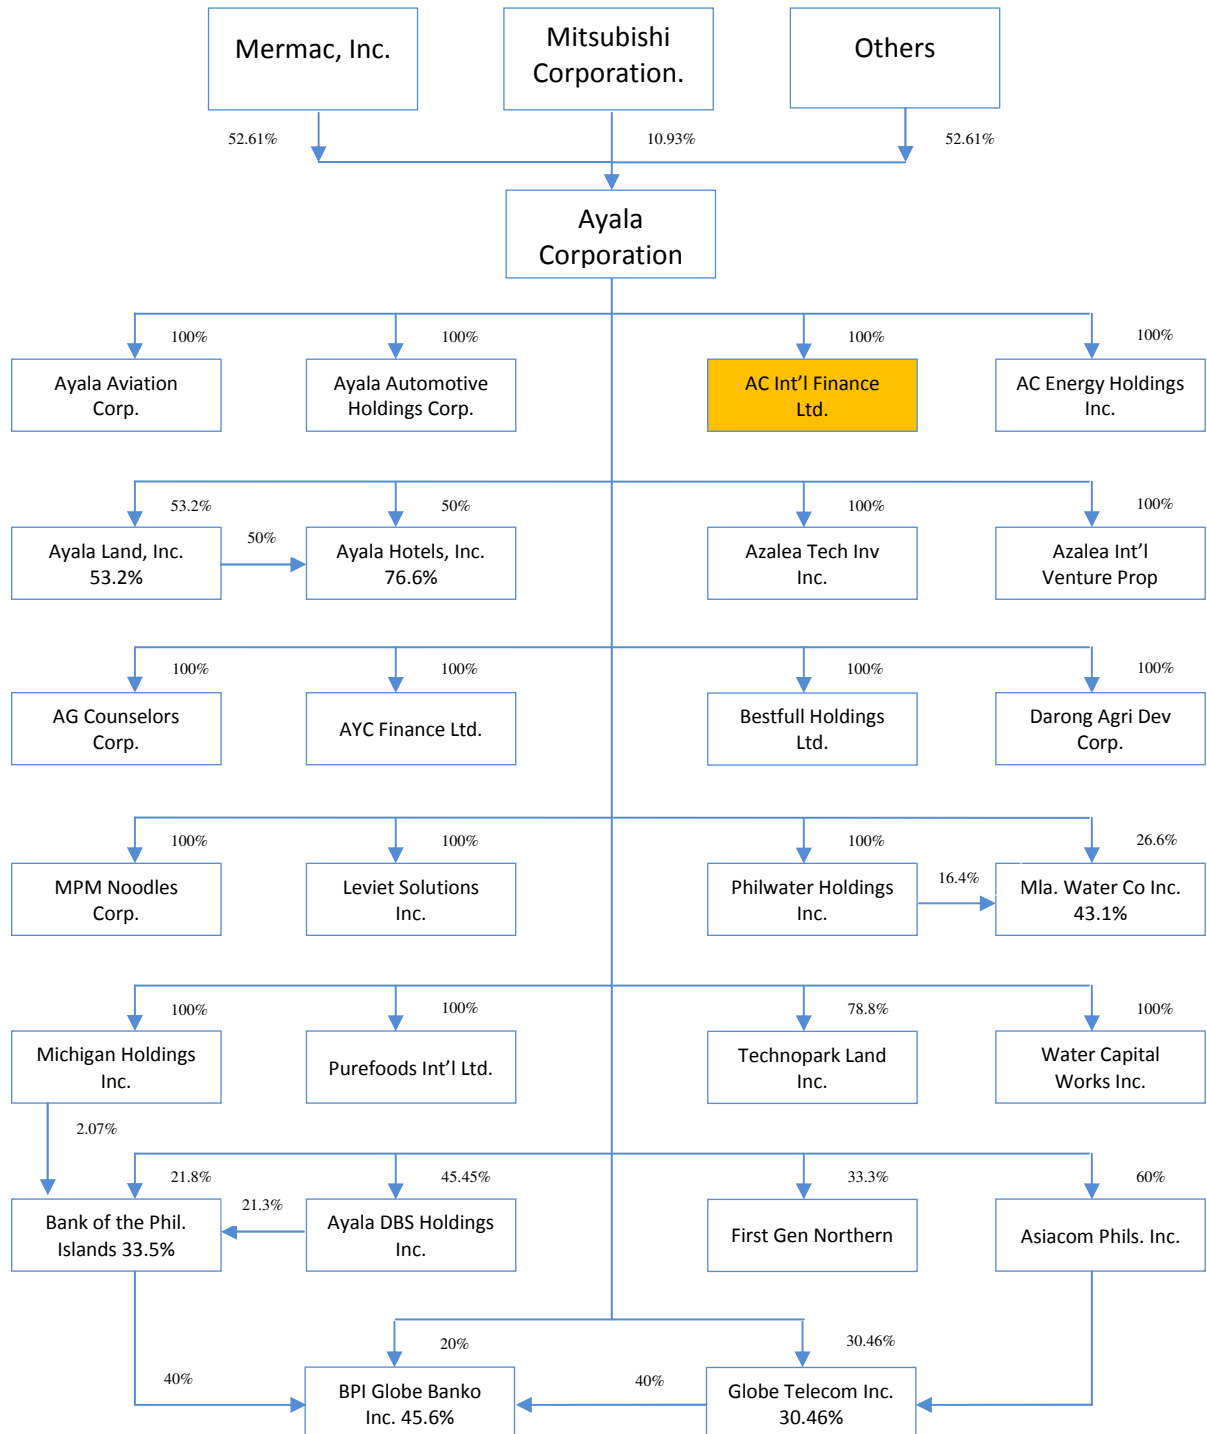 Mermac, Inc.
Mitsubishi
Corporation.
Others
52.61%
10.93%
52.61%
Ayala
Corporation
100%
100%
100%
100%
Ayala Aviation
Corp.
Ayala Automotive
Holdings Corp.
AC Int’l Finance
Ltd.
AC Energy Holdings
Inc.
53.2%
50%
100%
100%
50%
Ayala Land, Inc.
53.2%
Ayala Hotels, Inc.
76.6%
Azalea Tech Inv
Inc.
Azalea Int’l
Venture Prop
100%
100%
100%
100%
AG Counselors
Corp.
AYC Finance Ltd.
Bestfull Holdings
Ltd.
Darong Agri Dev
Corp.
100%
100%
100%
26.6%
MPM Noodles
Corp.
Leviet Solutions
Inc.
Philwater Holdings
Inc.
16.4%
Mla. Water Co Inc.
43.1%
100%
100%
78.8%
100%
Michigan Holdings
Inc.
Purefoods Int’l Ltd.
Technopark Land
Inc.
Water Capital
Works Inc.
2.07%
21.8%
45.45%
33.3%
60%
21.3%
Bank of the Phil.
Islands 33.5%
Ayala DBS Holdings
Inc.
First Gen Northern
Asiacom Phils. Inc.
20%
30.46%
40%
40%
BPI Globe Banko
Inc. 45.6%
Globe Telecom Inc.
30.46%